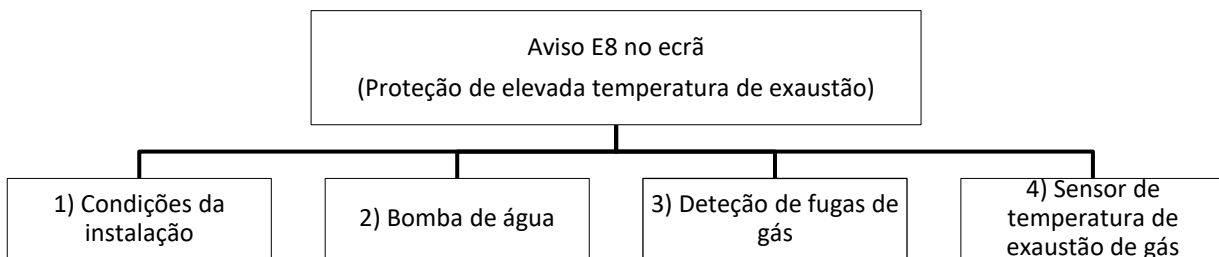 Aviso E8 no ecrã
(Proteção de elevada temperatura de exaustão)
1) Condições da
instalação
2) Bomba de água
3) Deteção de fugas de
gás
4) Sensor de
temperatura de
exaustão de gás